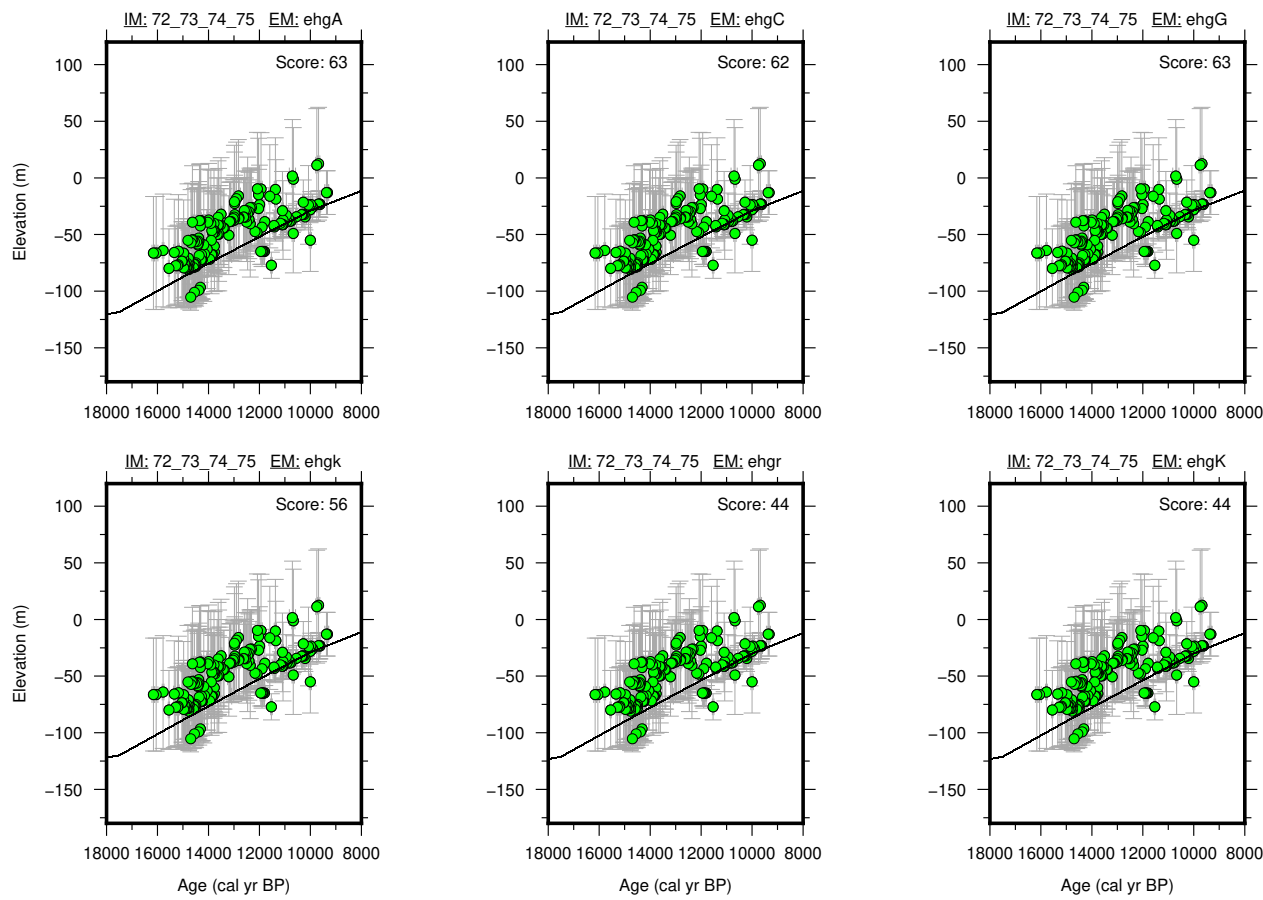 IM: 72_73_74_75 EM: ehgA
IM: 72_73_74_75 EM: ehgC
IM: 72_73_74_75 EM: ehgG
Score: 63
Score: 62
Score: 63
100
50
0
−50
−100
−150
Elevation (m)
100
50
0
−50
−100
−150
100
50
0
−50
−100
−150
18000 16000 14000 12000 10000 8000
18000 16000 14000 12000 10000 8000
18000 16000 14000 12000 10000 8000
IM: 72_73_74_75 EM: ehgk
IM: 72_73_74_75 EM: ehgr
IM: 72_73_74_75 EM: ehgK
Score: 56
Score: 44
Score: 44
100
50
0
−50
−100
−150
Elevation (m)
100
50
0
−50
−100
−150
100
50
0
−50
−100
−150
18000 16000 14000 12000 10000 8000
18000 16000 14000 12000 10000 8000
18000 16000 14000 12000 10000 8000
Age (cal yr BP)
Age (cal yr BP)
Age (cal yr BP)